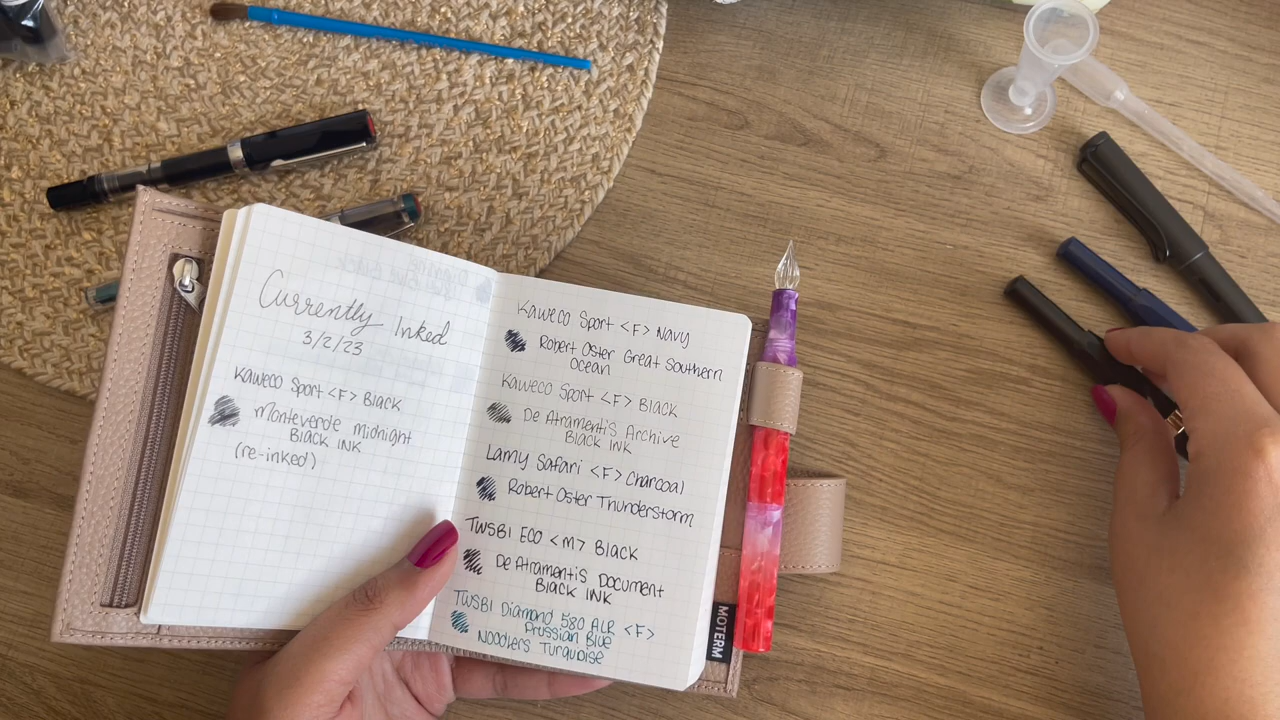 Currently Inked
3/2/23
Kaweco Sport <F> Black
Monteverde Midnight
Black INK
(re-inked)
Kaweco Sport <F> Navy
Robert Oster Great Southern
Ocean
Kaweco Sport <F> Black
De Atramentis Archive
Black INK
Lamy Safari <F> Charcoal
Robert Oster Thunderstorm
TWSBI ECO <M> Black
De Atramentis Document
Black INK
TWSBI Diamond 580 ALR <F>
Prussian Blue
Noodlers Turquoise
MOTERM